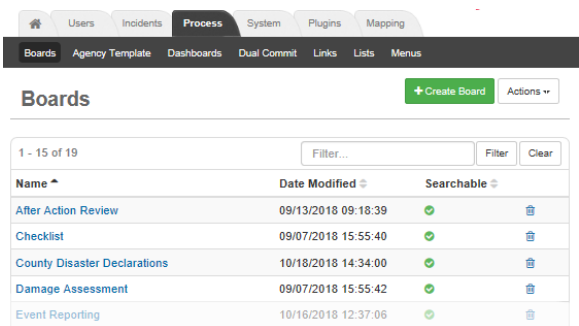 Users Incidents Process System Plugins Mapping
Boards Agency Template Dashboards Dual Commit Links Lists Menus
Boards
+ Create Board Actions
1 - 15 of 19 Filter... Filter Clear
Name Date Modified Searchable
After Action Review 09/13/2018 09:18:39
Checklist 09/07/2018 15:55:40
County Disaster Declarations 10/18/2018 14:34:00
Damage Assessment 09/07/2018 15:55:42
Event Reporting 10/16/2018 12:37:06